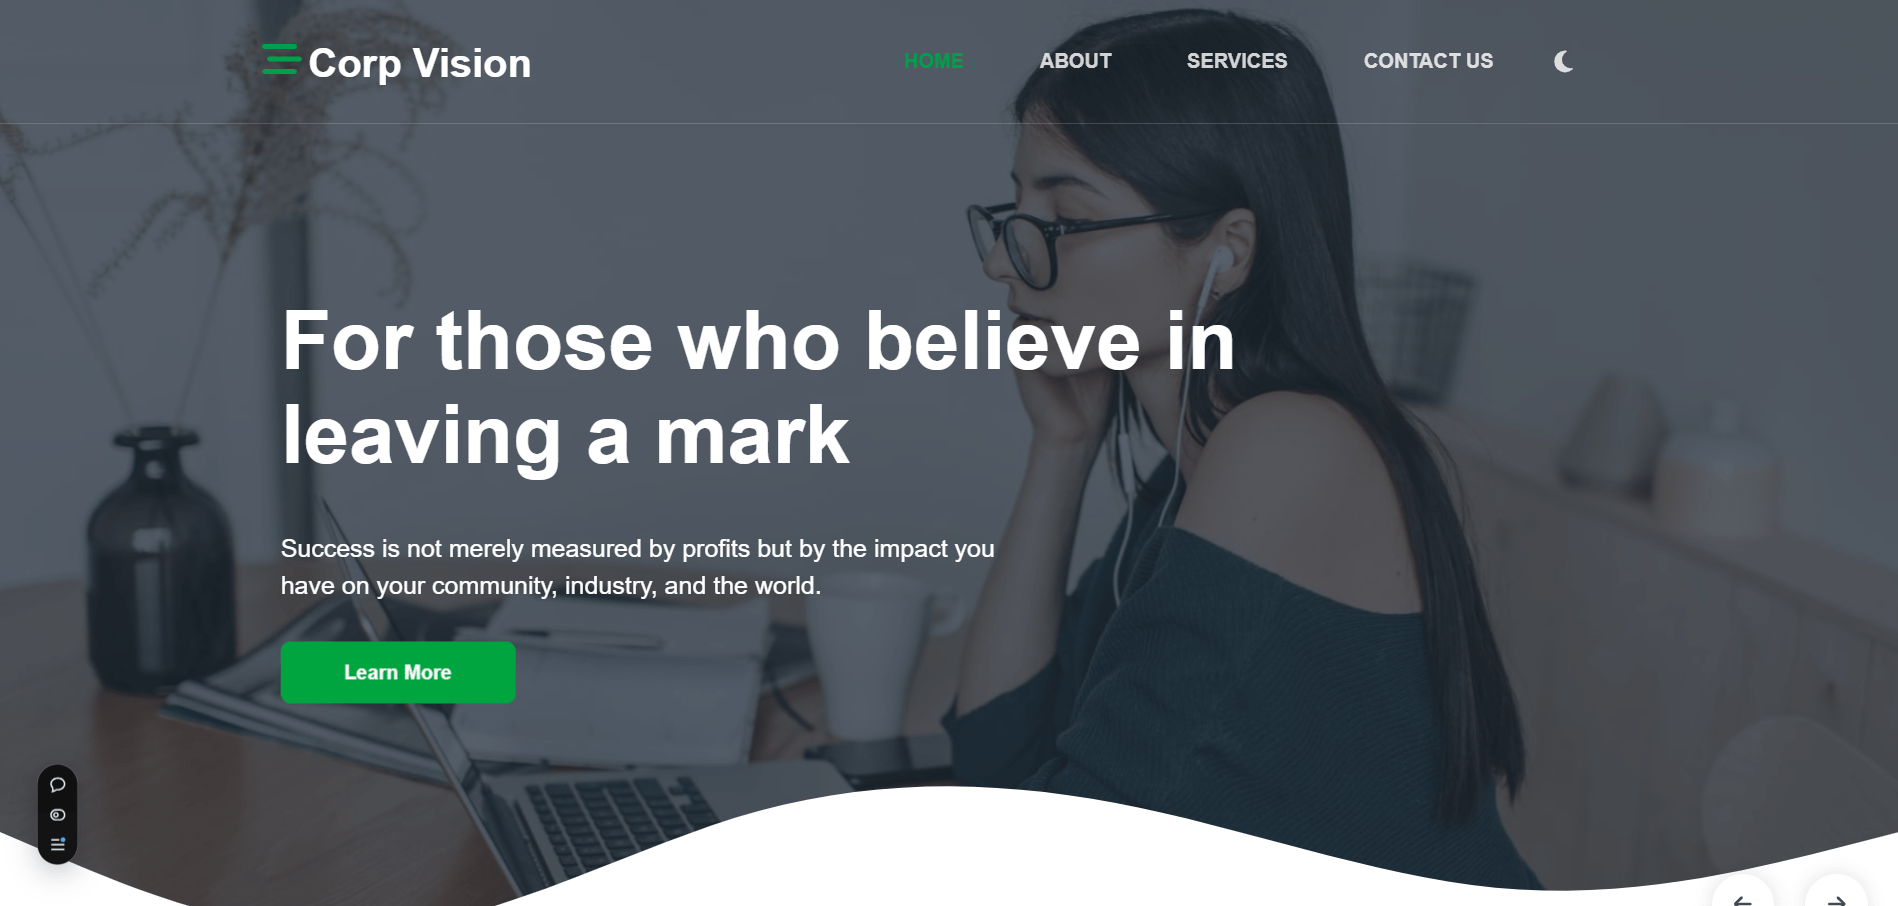 Corp Vision
HOME
ABOUT
SERVICES
CONTACT US
For those who believe in
leaving a mark
Success is not merely measured by profits but by the impact you
have on your community, industry, and the world.
Learn More